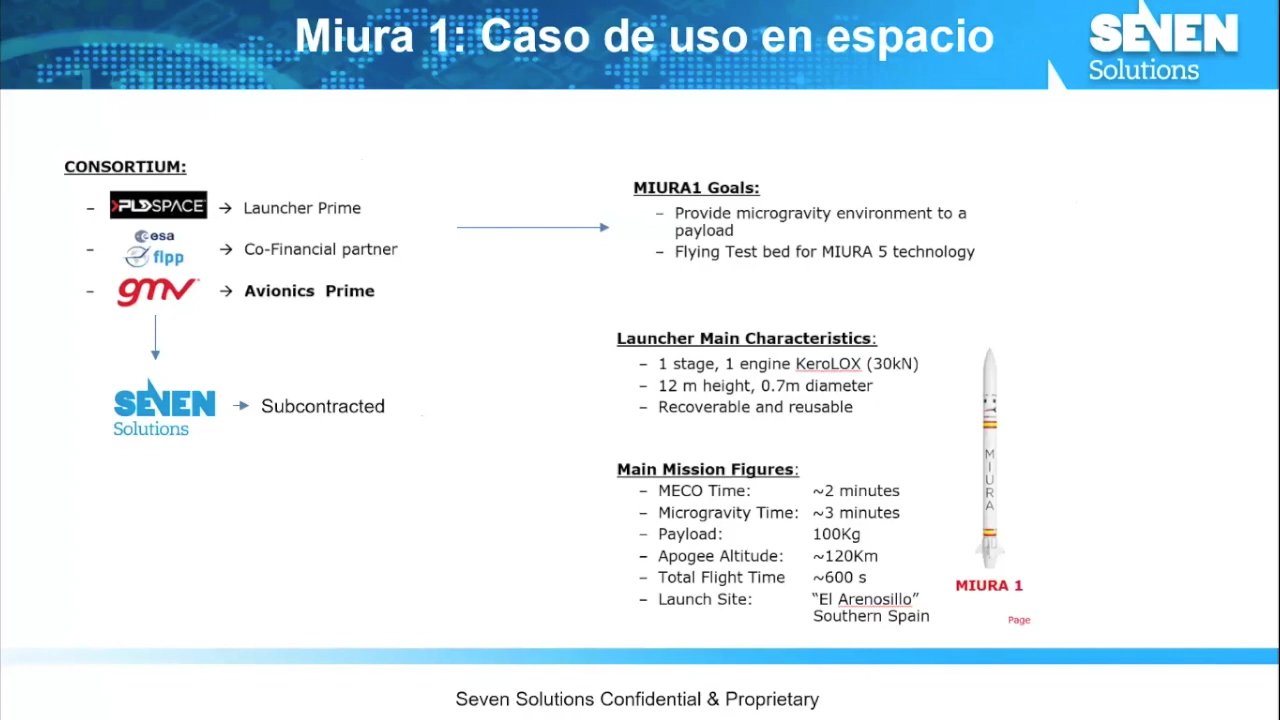 Miura 1: Caso de uso en espacio
SEVEN
Solutions
CONSORTIUM:
– PLD SPACE → Launcher Prime
– esa
flpp → Co-Financial partner
– gmv → Avionics Prime
SEVEN
Solutions
Subcontracted
MIURA1 Goals:
– Provide microgravity environment to a
payload
– Flying Test bed for MIURA 5 technology
Launcher Main Characteristics:
– 1 stage, 1 engine KeroLOX (30kN)
– 12 m height, 0.7m diameter
– Recoverable and reusable
Main Mission Figures:
– MECO Time: ~2 minutes
– Microgravity Time: ~3 minutes
– Payload: 100Kg
– Apogee Altitude: ~120Km
– Total Flight Time ~600 s
– Launch Site: “El Arenosillo”
Southern Spain
MIURA
MIURA 1
Page
Seven Solutions Confidential & Proprietary